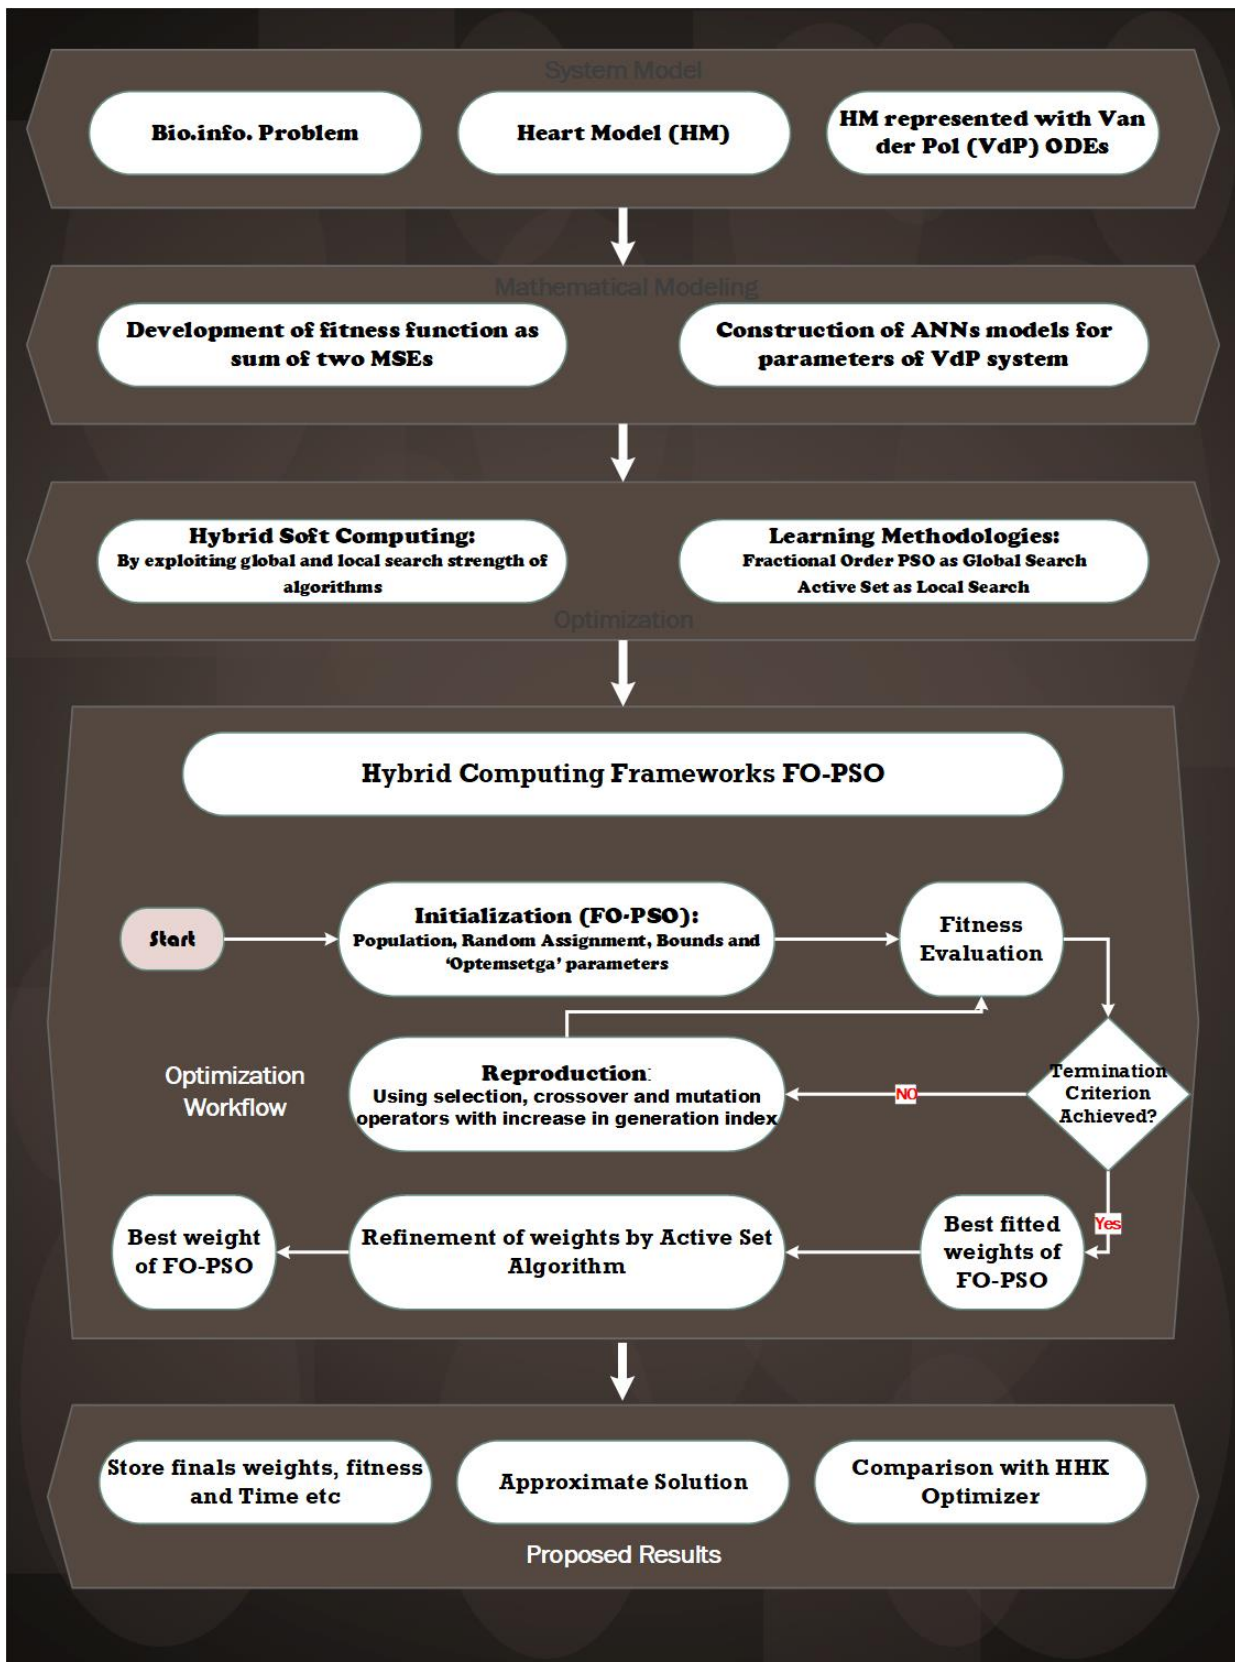 System Model
Bio.info. Problem
Heart Model (HM)
HM represented with Van
der Pol (VdP) ODEs
Mathematical Modeling
Development of fitness function as
sum of two MSEs
Construction of ANNs models for
parameters of VdP system
Hybrid Soft Computing:
By exploiting global and local search strength of
algorithms
Learning Methodologies:
Fractional Order PSO as Global Search
Active Set as Local Search
Optimization
Hybrid Computing Frameworks FO-PSO
Start
Initialization (FO-PSO):
Population, Random Assignment, Bounds and
‘Optemsetga’ parameters
Fitness
Evaluation
Optimization
Workflow
Reproduction:
Using selection, crossover and mutation
operators with increase in generation index
NO
Termination
Criterion
Achieved?
Yes
Best weight
of FO-PSO
Refinement of weights by Active Set
Algorithm
Best fitted
weights of
FO-PSO
Store finals weights, fitness
and Time etc
Approximate Solution
Comparison with HHK
Optimizer
Proposed Results